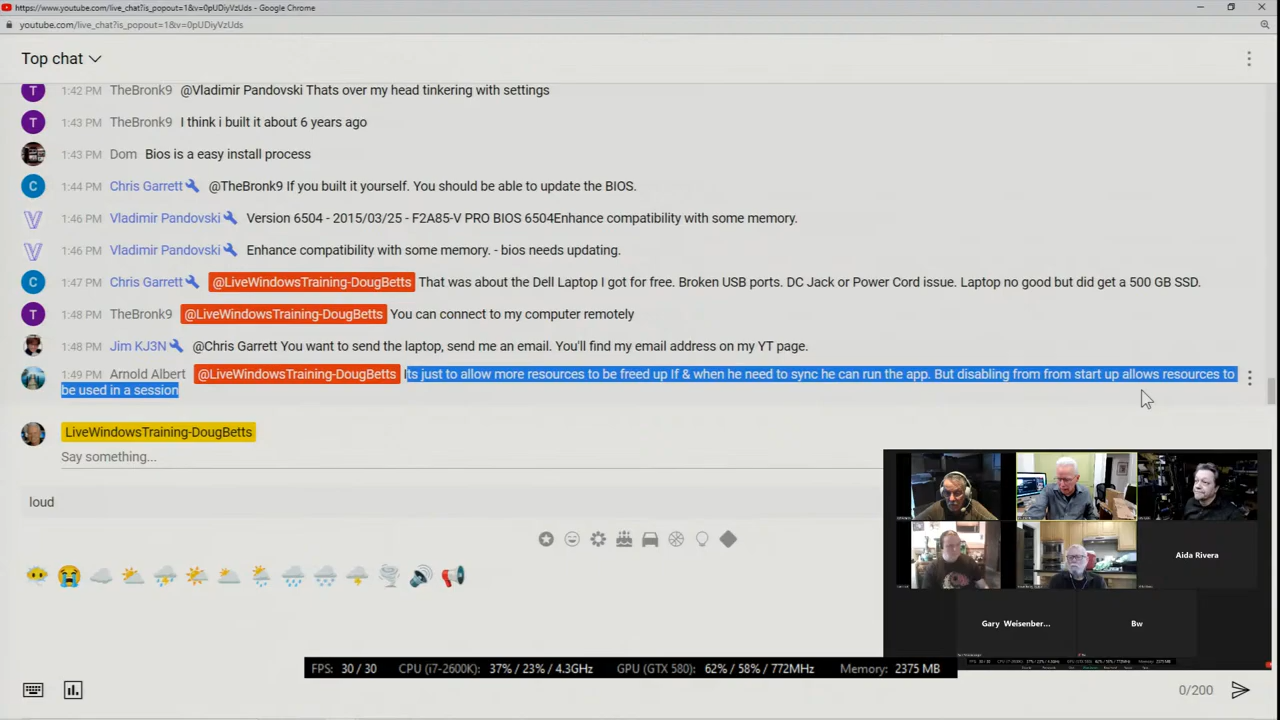 https://www.youtube.com/live_chat?is_popout=1&v=0pUDiyVzUds - Google Chrome
youtube.com/live_chat?is_popout=1&v=0pUDiyVzUds
Top chat
1:42 PM TheBronk9 @Vladimir Pandovski Thats over my head tinkering with settings
1:43 PM TheBronk9 I think i built it about 6 years ago
1:43 PM Dom Bios is a easy install process
1:44 PM Chris Garrett @TheBronk9 If you built it yourself. You should be able to update the BIOS.
1:46 PM Vladimir Pandovski Version 6504 - 2015/03/25 - F2A85-V PRO BIOS 6504Enhance compatibility with some memory.
1:46 PM Vladimir Pandovski Enhance compatibility with some memory. - bios needs updating.
1:47 PM Chris Garrett @LiveWindowsTraining-DougBetts That was about the Dell Laptop I got for free. Broken USB ports. DC Jack or Power Cord issue. Laptop no good but did get a 500 GB SSD.
1:48 PM TheBronk9 @LiveWindowsTraining-DougBetts You can connect to my computer remotely
1:48 PM Jim KJ3N @Chris Garrett You want to send the laptop, send me an email. You'll find my email address on my YT page.
1:49 PM Arnold Albert @LiveWindowsTraining-DougBetts Its just to allow more resources to be freed up If & when he need to sync he can run the app. But disabling from from start up allows resources to
be used in a session
LiveWindowsTraining-DougBetts
Say something...
loud
Aida Rivera
Gary Weisenber...
Bw
FPS: 30 / 30 CPU (i7-2600K): 37% / 23% / 4.3GHz GPU (GTX 580): 62% / 58% / 772MHz Memory: 2375 MB
0/200